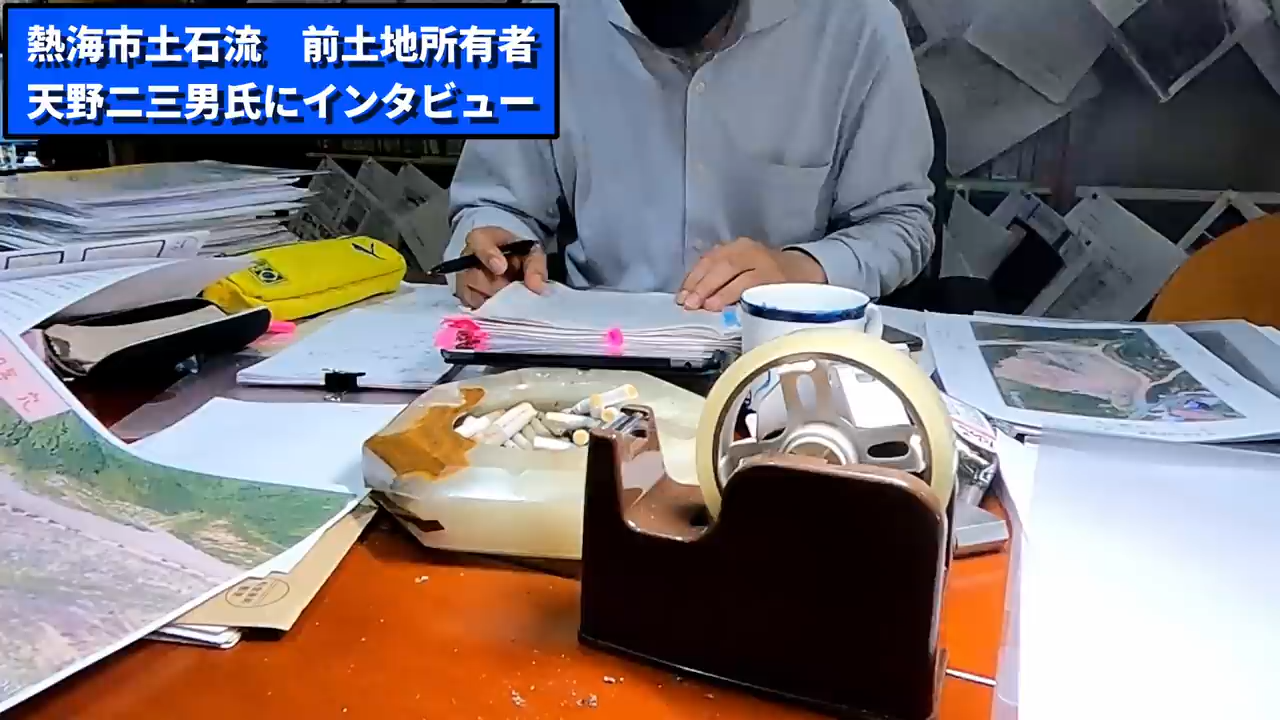 熱海市土石流　前土地所有者
天野二三男氏にインタビュー